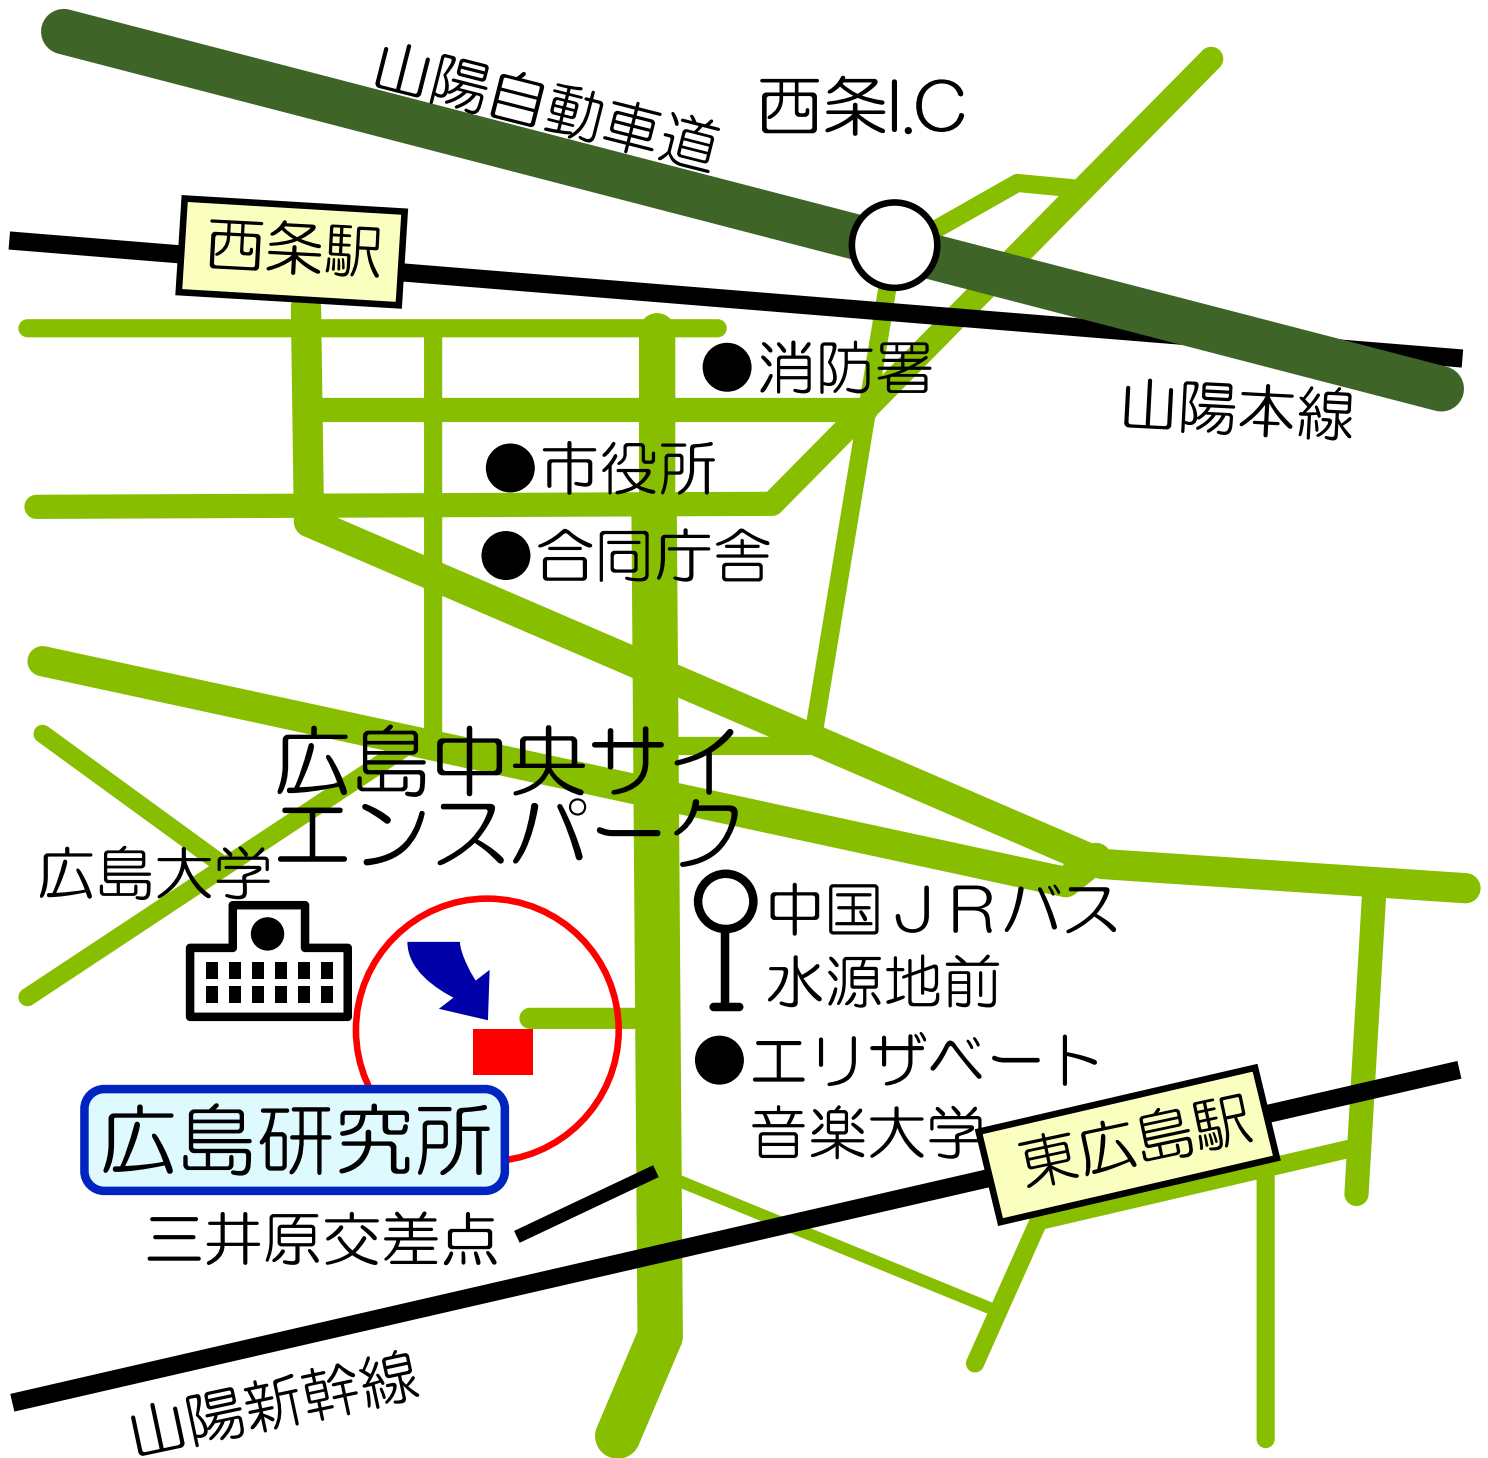 山陽自動車道
西条I.C
西条駅
消防署
山陽本線
市役所
合同庁舎
広島中央サイ
エンスパーク
広島大学
中国ＪＲバス
水源地前
エリザベート
音楽大学
東広島駅
広島研究所
三井原交差点
山陽新幹線